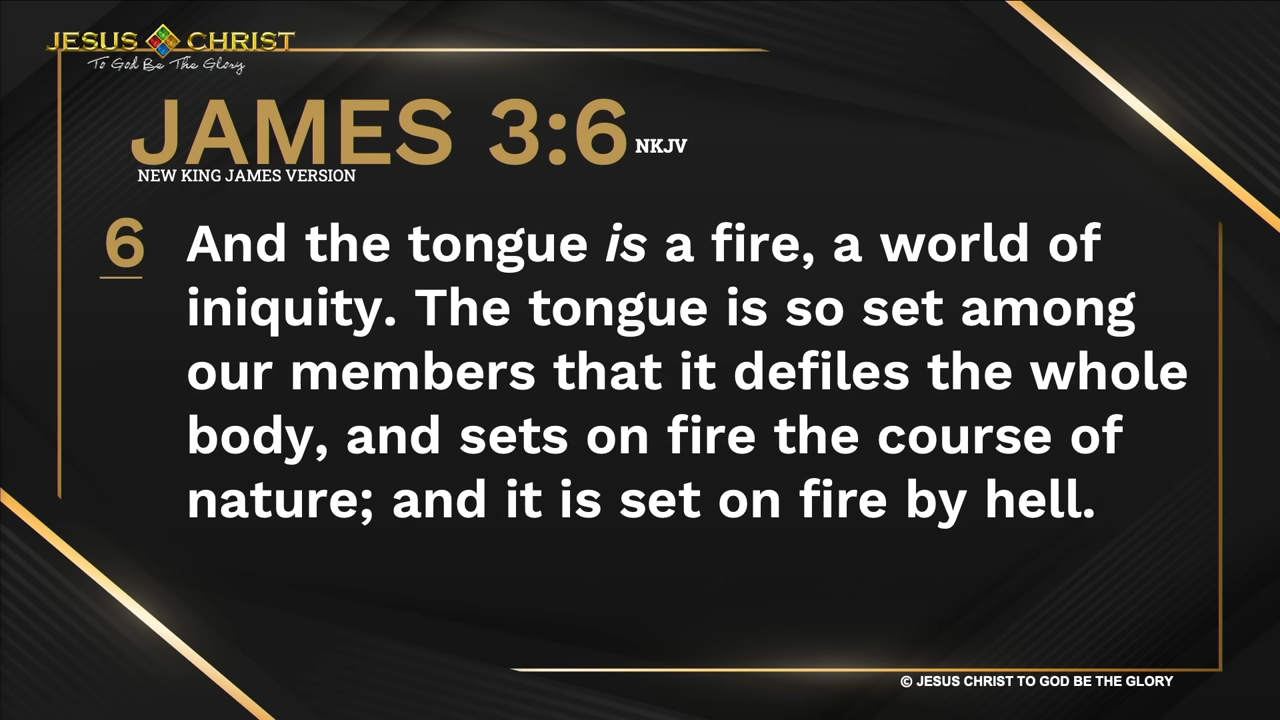 JESUS CHRIST
To God Be The Glory
JAMES 3:6 NKJV
NEW KING JAMES VERSION
6 And the tongue is a fire, a world of
iniquity. The tongue is so set among
our members that it defiles the whole
body, and sets on fire the course of
nature; and it is set on fire by hell.
© JESUS CHRIST TO GOD BE THE GLORY